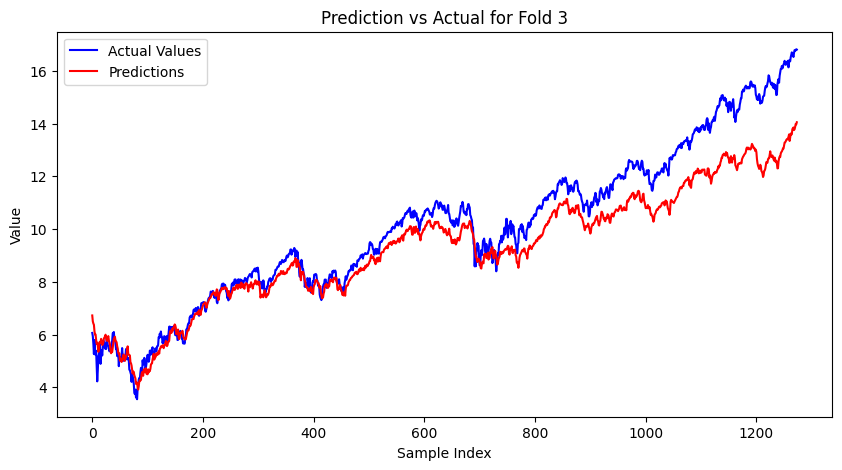 Prediction vs Actual for Fold 3
Actual Values
Predictions
Value
16
14
12
10
8
6
4
0
200
400
600
800
1000
1200
Sample Index